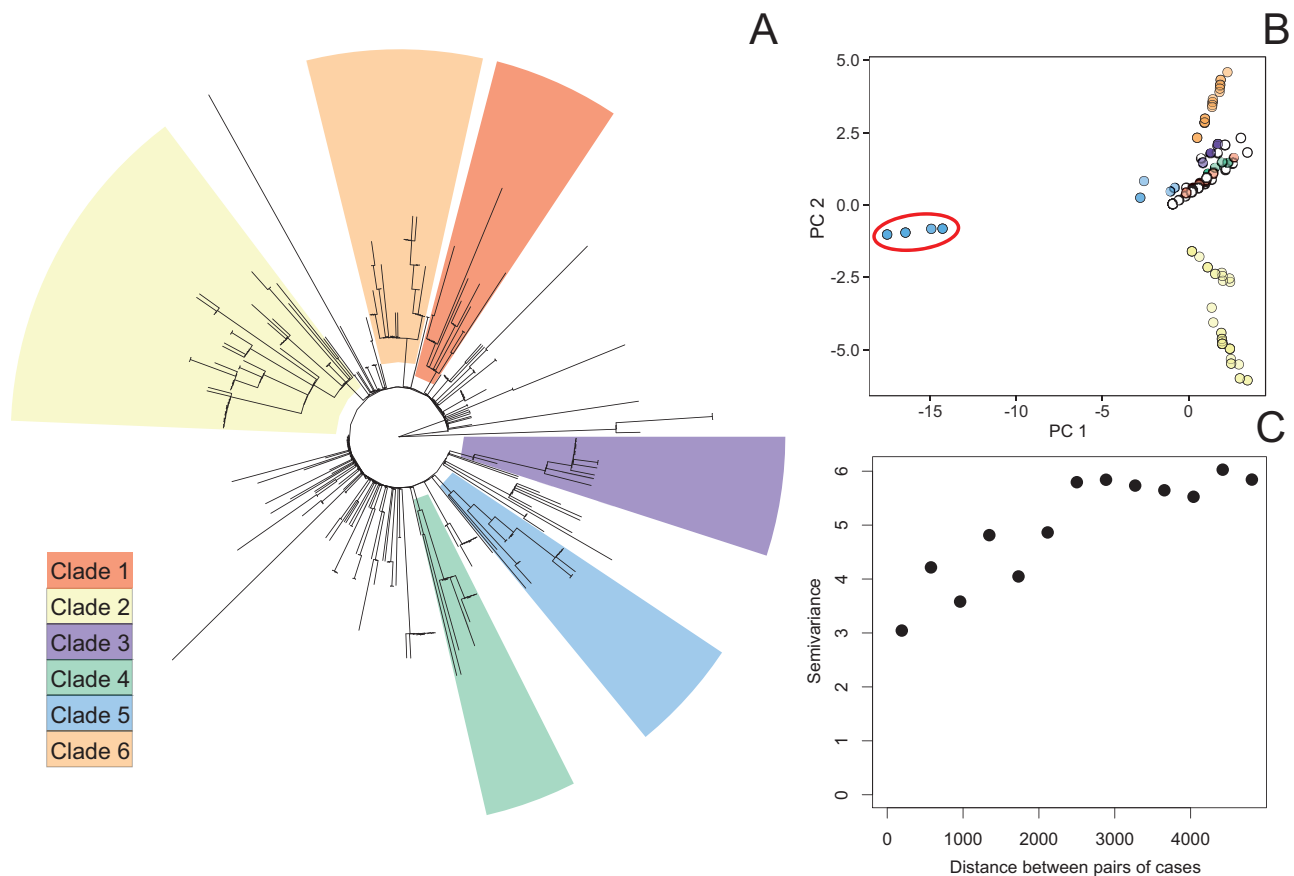 A
B
5.0
2.5
0.0
-2.5
-5.0
PC 2
-15
-10
-5
0
PC 1
C
Clade 1
Clade 2
Clade 3
Clade 4
Clade 5
Clade 6
6
5
4
3
2
1
0
Semivariance
0
1000
2000
3000
4000
Distance between pairs of cases